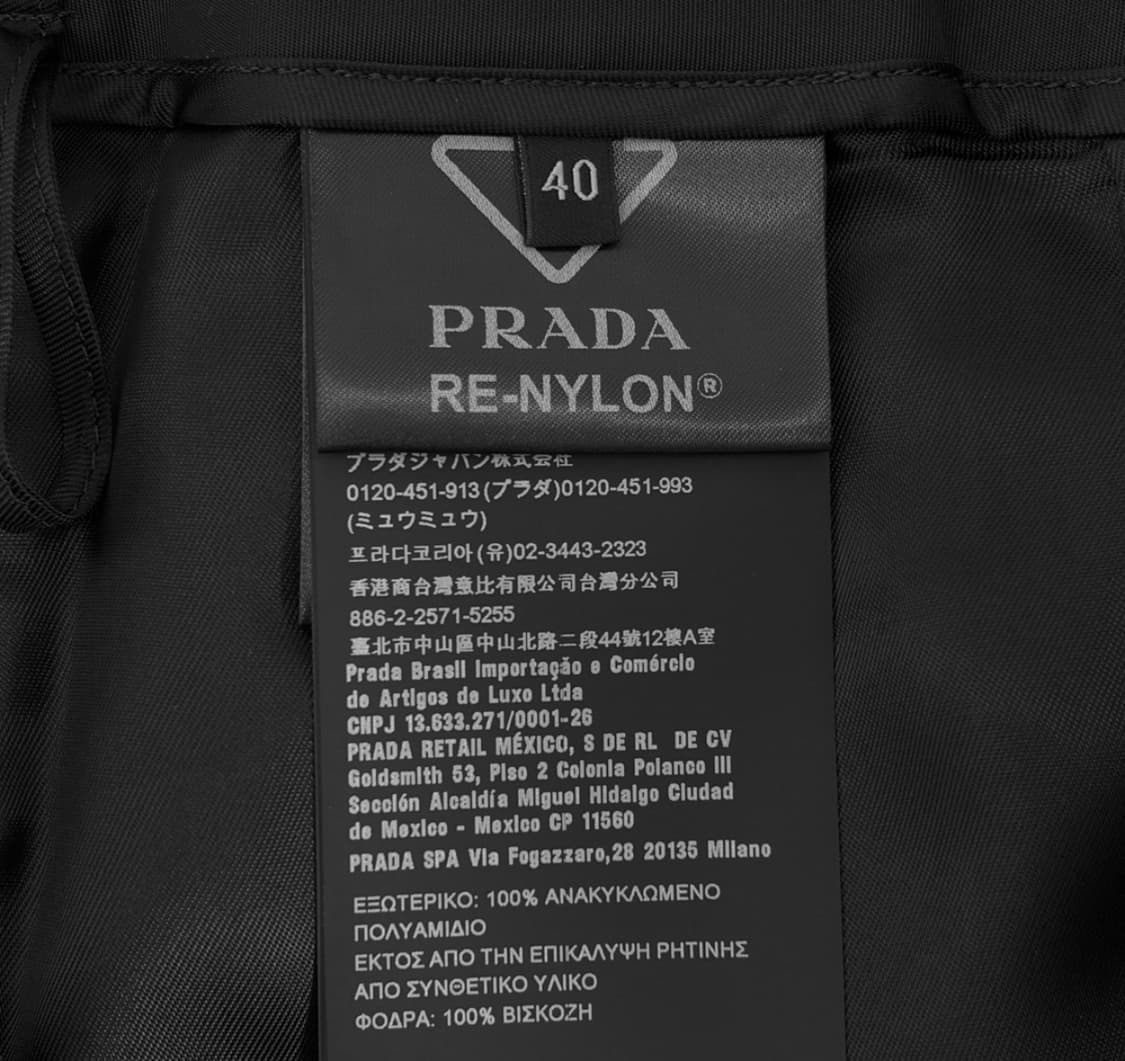 40
PRADA
RE-NYLON®
プラダジャパン株式会社
0120-451-913(プラダ)0120-451-993
(ミュウミュウ)
프라다코리아(유)02-3443-2323
香港商台灣意比有限公司台灣分公司
886-2-2571-5255
臺北市中山區中山北路二段44號12樓A室
Prada Brasil Importação e Comércio
de Artigos de Luxo Ltda
CNPJ 13.633.271/0001-26
PRADA RETAIL MÉXICO, S DE RL DE CV
Goldsmith 53, Piso 2 Colonia Polanco III
Sección Alcaldía Miguel Hidalgo Ciudad
de Mexico - Mexico CP 11560
PRADA SPA Via Fogazzaro,28 20135 Milano
ΕΞΩΤΕΡΙΚΟ: 100% ΑΝΑΚΥΚΛΩΜΕΝΟ
ΠΟΛΥΑΜΙΔΙΟ
ΕΚΤΟΣ ΑΠΟ ΤΗΝ ΕΠΙΚΑΛΥΨΗ ΡΗΤΙΝΗΣ
ΑΠΟ ΣΥΝΘΕΤΙΚΟ ΥΛΙΚΟ
ΦΟΔΡΑ: 100% ΒΙΣΚΟΖΗ